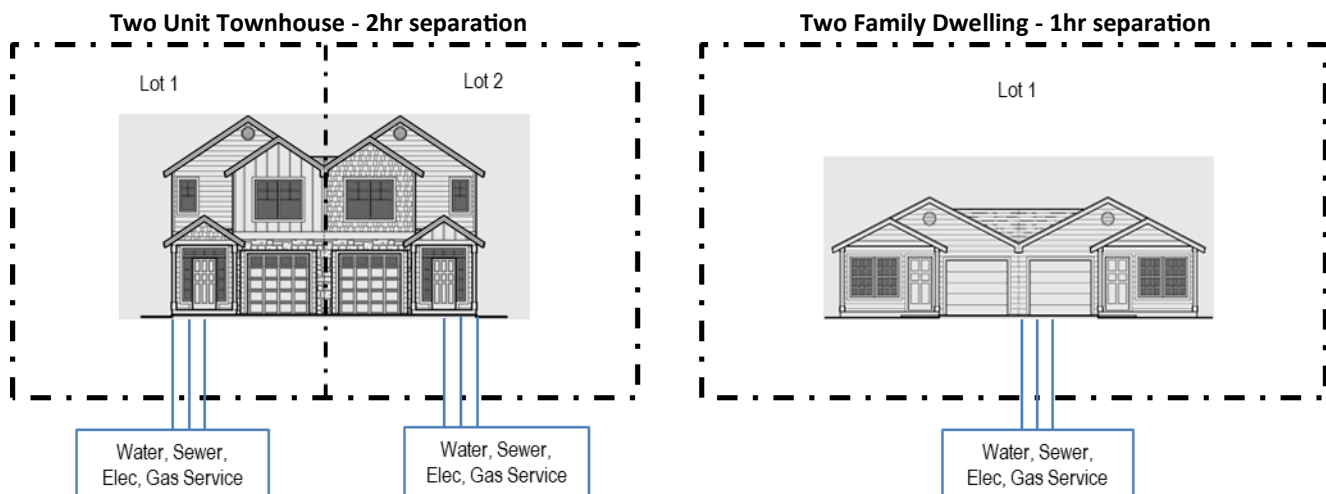 Two Unit Townhouse - 2hr separation
Lot 1
Lot 2
Water, Sewer,
Elec, Gas Service
Water, Sewer,
Elec, Gas Service
Two Family Dwelling - 1hr separation
Lot 1
Water, Sewer,
Elec, Gas Service